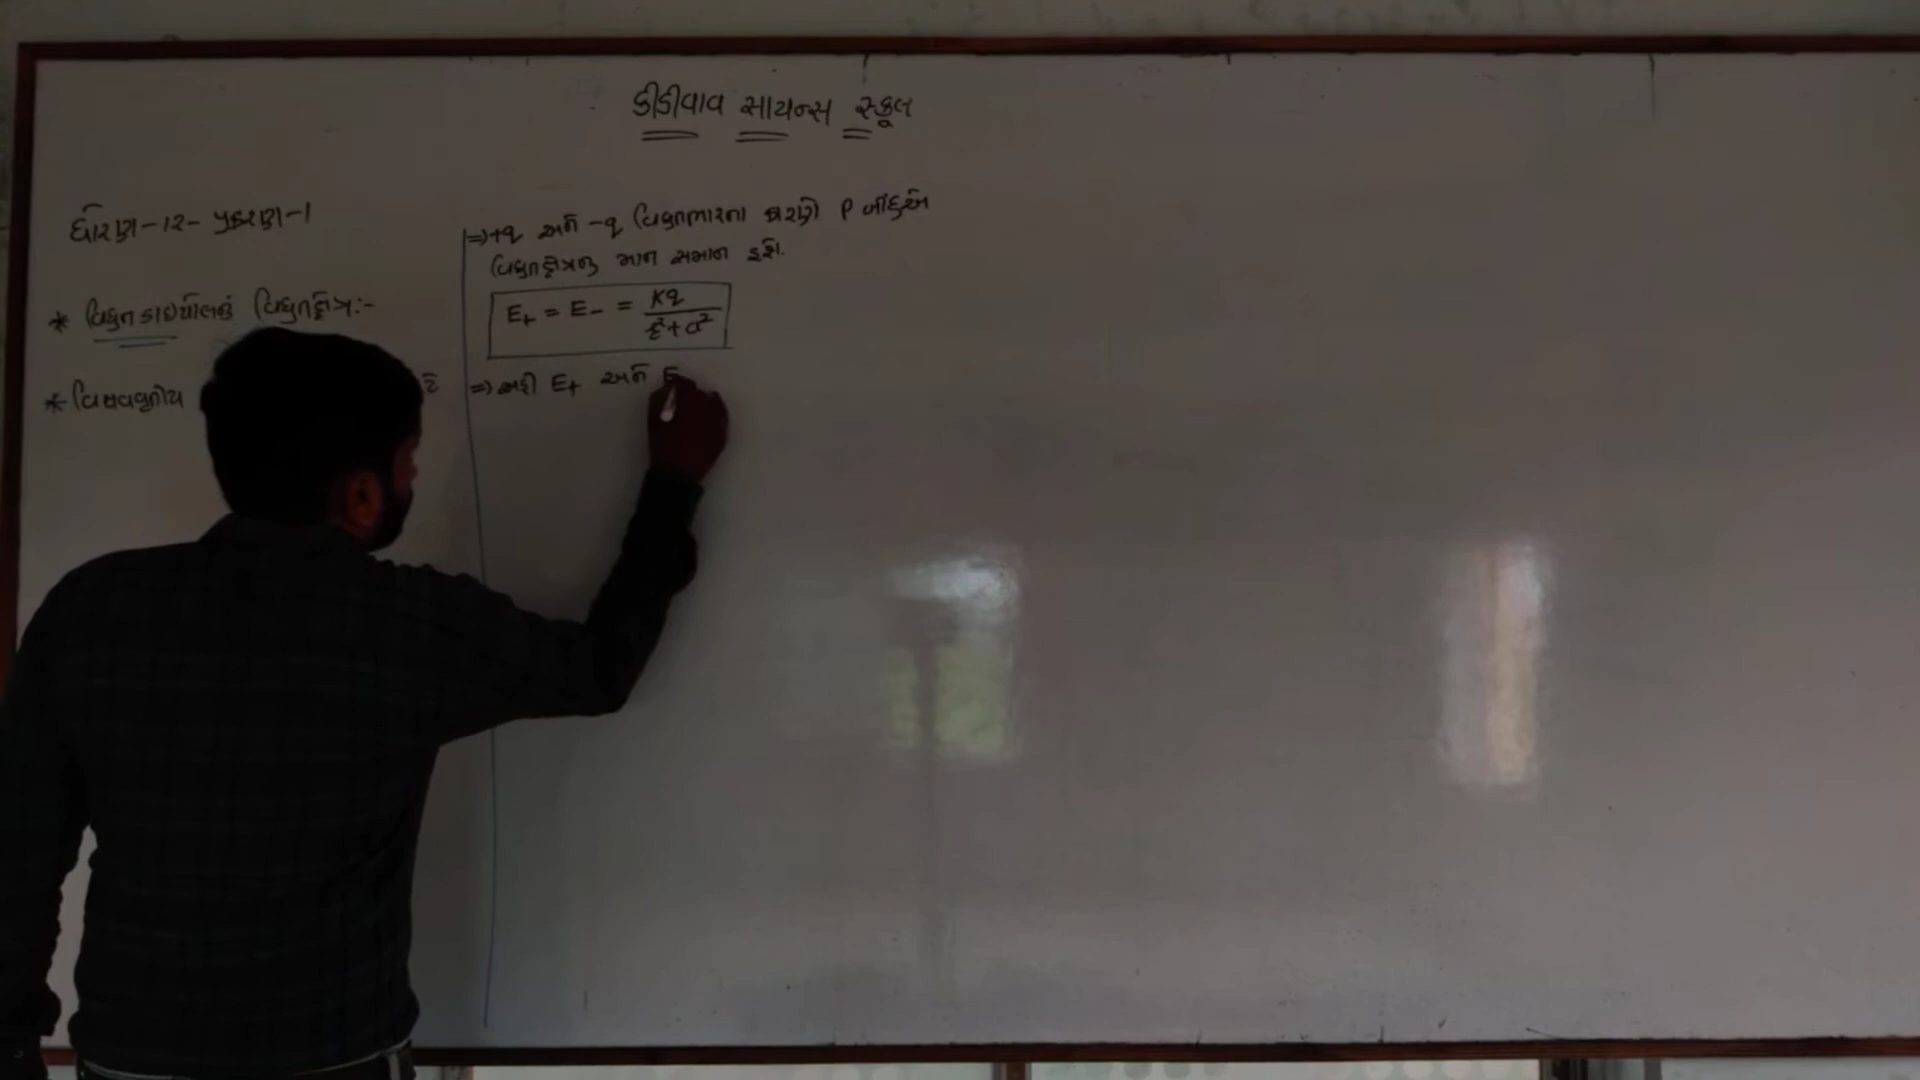 કીડીવાવ સાયન્સ સ્કૂલ
ધોરણ-૧૨- પ્રકરણ-1
* વિધુત ડાઇપોલનું વિધુતક્ષેત્ર:-
* વિષવવૃતીય
⇒ +q અને -q વિધુતભારના કારણે P બિંદુએ
વિધુતક્ષેત્રનું માન સમાન હશે.
E₊ = E₋ = Kq / r²+a²
⇒ અહી E₊ અને E